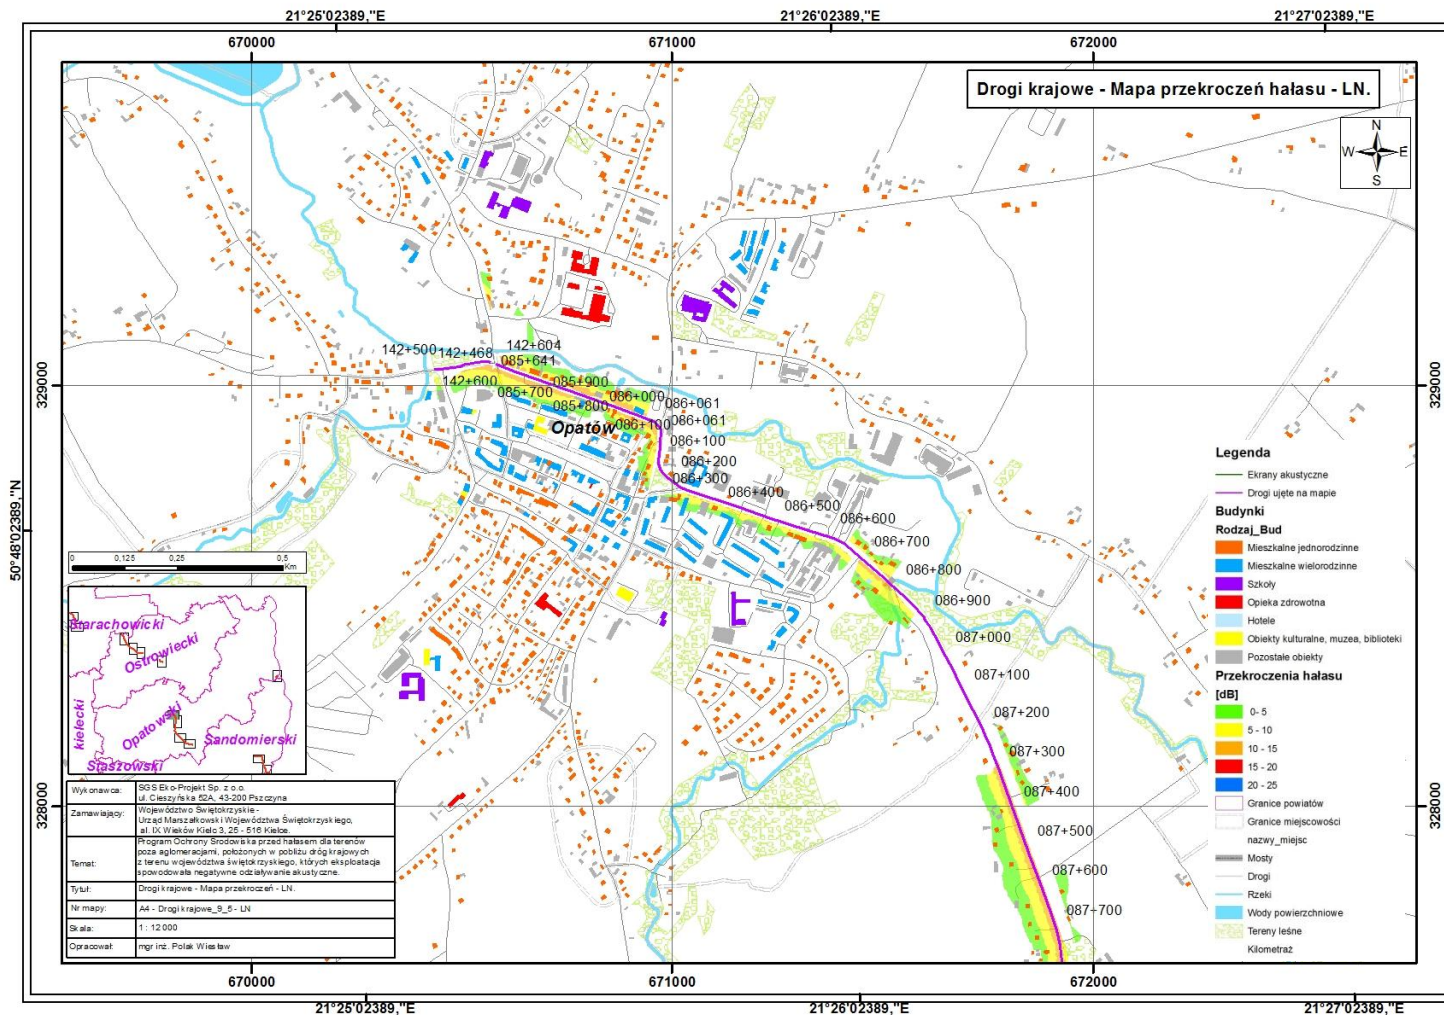 21°25'02389,"E
21°26'02389,"E
21°27'02389,"E
670000
671000
672000
Drogi krajowe - Mapa przekroczeń hałasu - LN.
N
W
E
S
329000
329000
142+500
142+468
142+604
085+641
142+600
085+700
085+900
085+800
086+000
086+061
086+061
086+100
Opatów
086+100
086+200
086+300
086+400
086+500
086+600
086+700
086+800
086+900
087+000
087+100
087+200
087+300
087+400
087+500
087+600
087+700
50°48'02389,"N
0
0,125
0,25
0,5
Km
Starachowicki
Ostrowiecki
kielecki
Opatowski
Sandomierski
Staszowski
Legenda
Ekrany akustyczne
Drogi ujęte na mapie
Budynki
Rodzaj_Bud
Mieszkalne jednorodzinne
Mieszkalne wielorodzinne
Szkoły
Opieka zdrowotna
Hotele
Obiekty kulturalne, muzea, biblioteki
Pozostałe obiekty
Przekroczenia hałasu
[dB]
0- 5
5 - 10
10 - 15
15 - 20
20 - 25
Granice powiatów
Granice miejscowości
nazwy_miejsc
Mosty
Drogi
Rzeki
Wody powierzchniowe
Tereny leśne
Kilometraż
328000
328000
Wykonawca:
SGS Eko-Projekt Sp. z o.o.
ul. Cieszyńska 52A, 43-200 Pszczyna
Zamawiający:
Województwo Świętokrzyskie -
Urząd Marszałkowski Województwa Świętokrzyskiego,
al. IX Wieków Kielc 3, 25 - 516 Kielce.
Temat:
Program Ochrony Środowiska przed hałasem dla terenów
poza aglomeracjami, położonych w pobliżu dróg krajowych
z terenu województwa świętokrzyskiego, których eksploatacja
spowodowała negatywne odziaływanie akustyczne.
Tytuł:
Drogi krajowe - Mapa przekroczeń - LN.
Nr mapy:
A4 - Drogi krajowe_9_5 - LN
Skala:
1 : 12 000
Opracował:
mgr inż. Polak Wiesław
670000
671000
672000
21°25'02389,"E
21°26'02389,"E
21°27'02389,"E